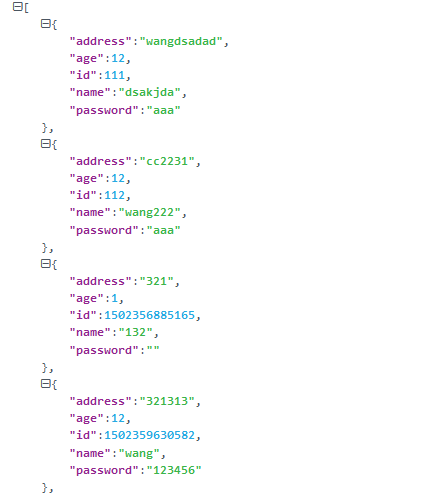 [
{
"address":"wangdsadad",
"age":12,
"id":111,
"name":"dsakjda",
"password":"aaa"
},
{
"address":"cc2231",
"age":12,
"id":112,
"name":"wang222",
"password":"aaa"
},
{
"address":"321",
"age":1,
"id":1502356885165,
"name":"132",
"password":""
},
{
"address":"321313",
"age":12,
"id":1502359630582,
"name":"wang",
"password":"123456"
},